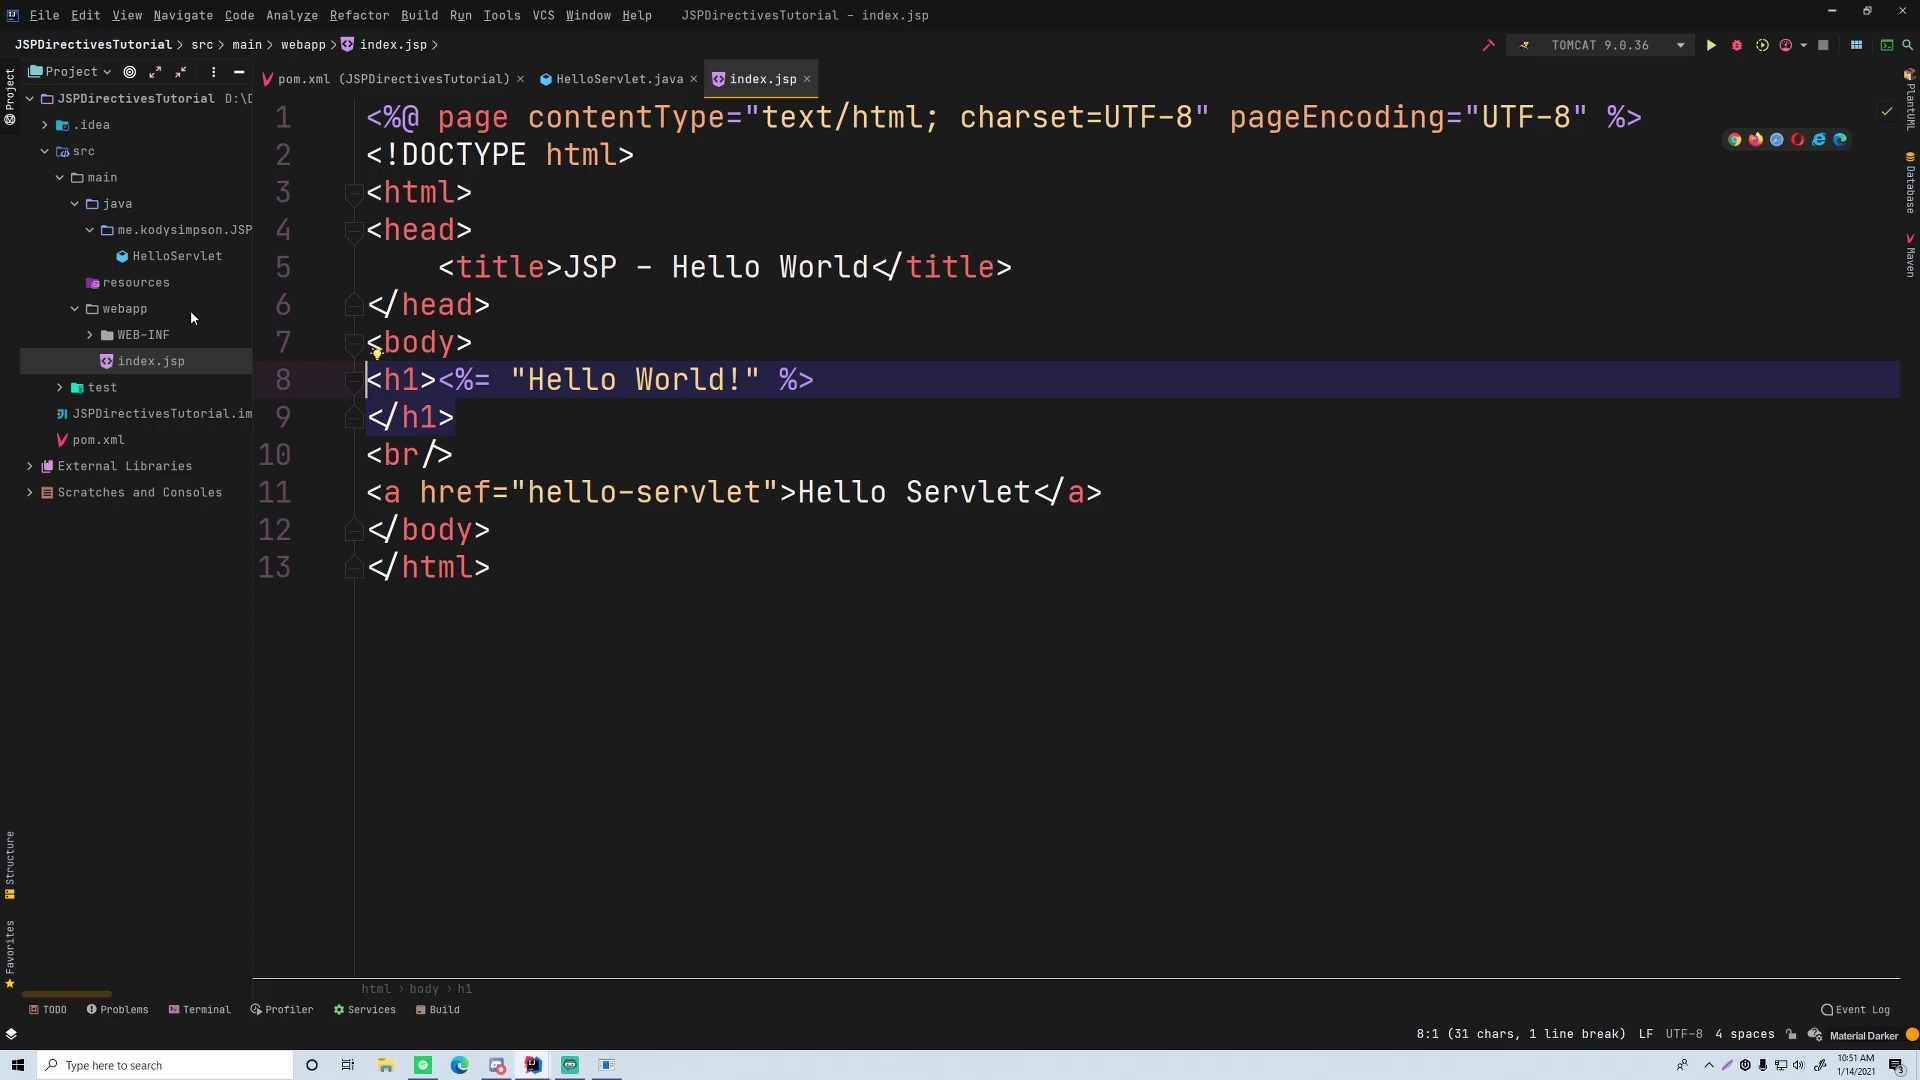 File Edit View Navigate Code Analyze Refactor Build Run Tools VCS Window Help JSPDirectivesTutorial - index.jsp
JSPDirectivesTutorial > src > main > webapp > index.jsp >
TOMCAT 9.0.36
Project
pom.xml (JSPDirectivesTutorial) ×
HelloServlet.java ×
index.jsp ×
Project
JSPDirectivesTutorial D:\D
.idea
src
main
java
me.kodysimpson.JSP
HelloServlet
resources
webapp
WEB-INF
index.jsp
test
JSPDirectivesTutorial.im
pom.xml
External Libraries
Scratches and Consoles
1 <%@ page contentType="text/html; charset=UTF-8" pageEncoding="UTF-8" %>
2 <!DOCTYPE html>
3 <html>
4 <head>
5 <title>JSP - Hello World</title>
6 </head>
7 <body>
8 <h1><%= "Hello World!" %>
9 </h1>
10 <br/>
11 <a href="hello-servlet">Hello Servlet</a>
12 </body>
13 </html>
PlantUML
Database
Maven
Structure
Favorites
html > body > h1
TODO Problems Terminal Profiler Services Build Event Log
8:1 (31 chars, 1 line break) LF UTF-8 4 spaces Material Darker
Type here to search
10:51 AM
1/14/2021
3